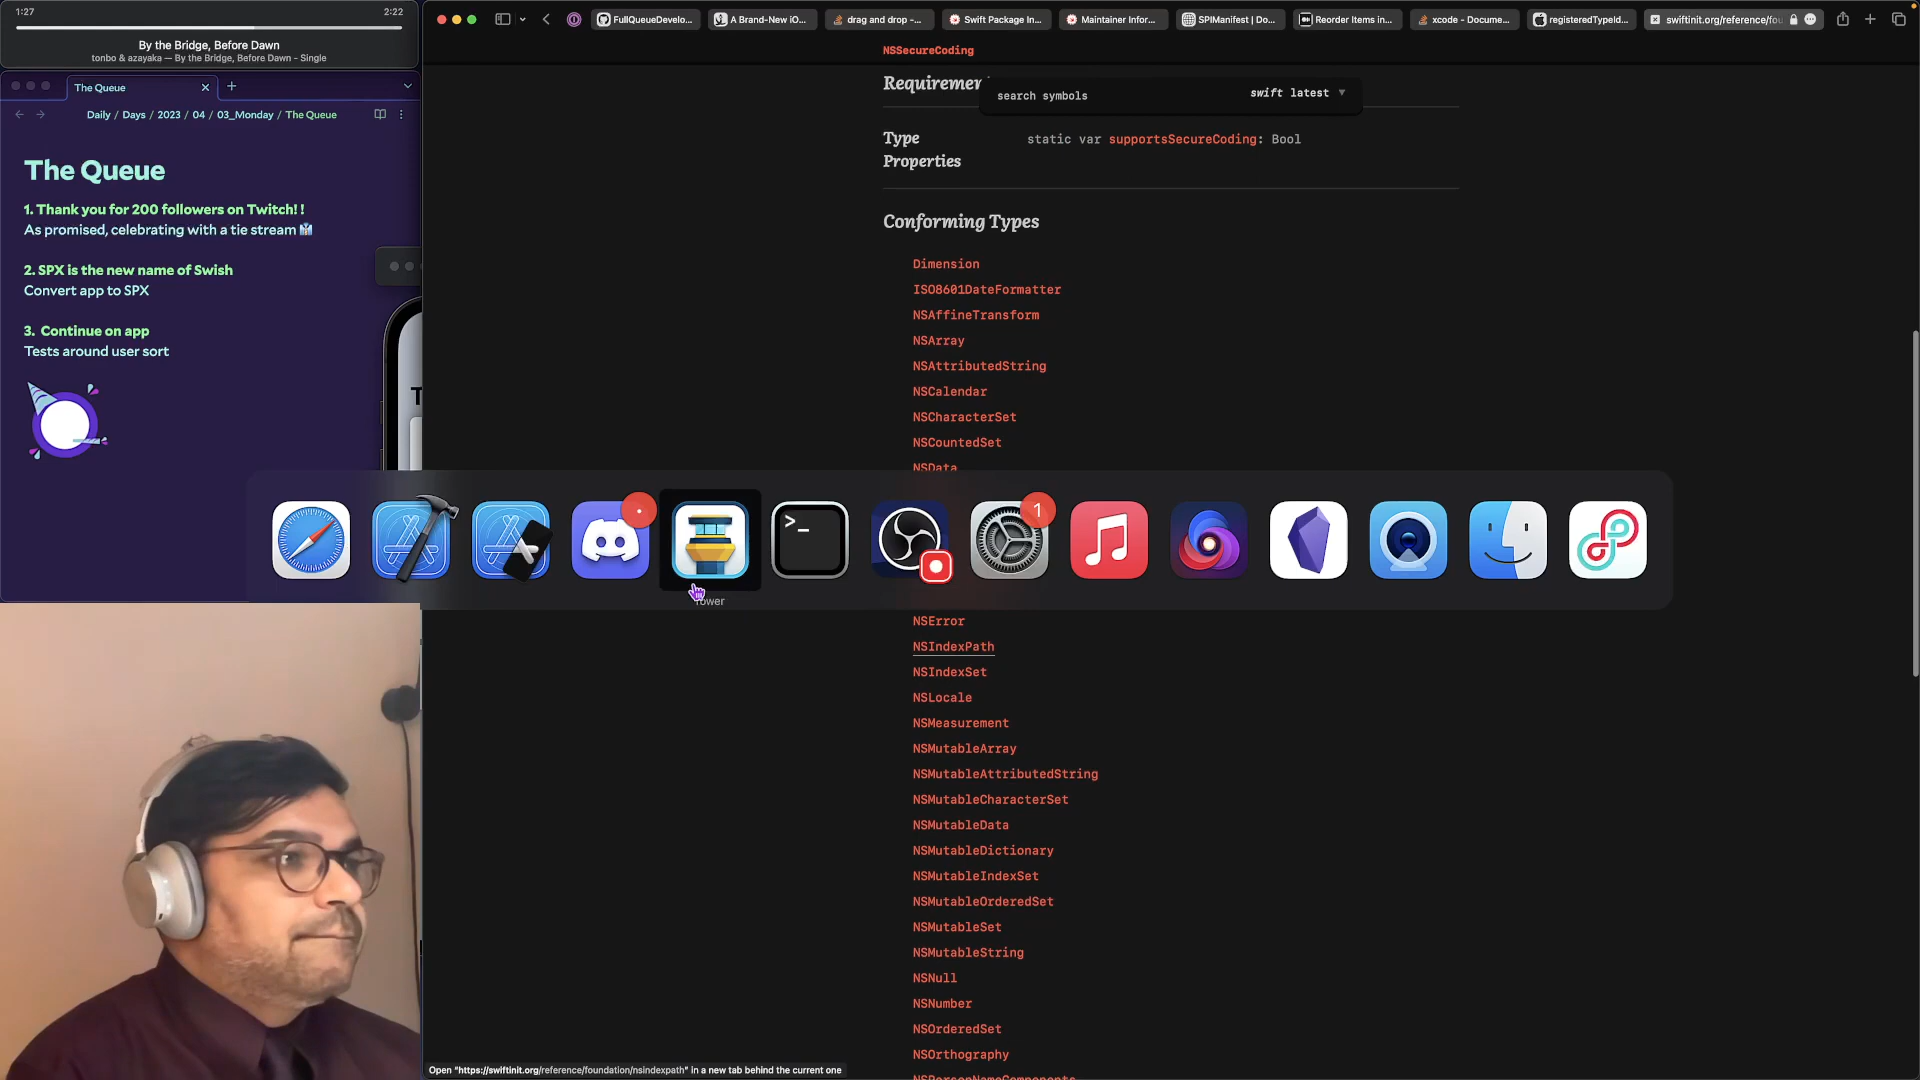 1:27
2:22
By the Bridge, Before Dawn
tonbo & azayaka — By the Bridge, Before Dawn - Single
The Queue
Daily / Days / 2023 / 04 / 03_Monday / The Queue
The Queue
1. Thank you for 200 followers on Twitch! !
As promised, celebrating with a tie stream
2. SPX is the new name of Swish
Convert app to SPX
3. Continue on app
Tests around user sort
FullQueueDevelo...
A Brand-New iO...
drag and drop -...
Swift Package In...
Maintainer Infor...
SPIManifest | Do...
Reorder Items in...
xcode - Docume...
registeredTypeId...
swiftinit.org/reference/fou
NSSecureCoding
Requiremen
search symbols
swift latest
Type
Properties
static var supportsSecureCoding: Bool
Conforming Types
Dimension
ISO8601DateFormatter
NSAffineTransform
NSArray
NSAttributedString
NSCalendar
NSCharacterSet
NSCountedSet
NSData
1
Tower
NSError
NSIndexPath
NSIndexSet
NSLocale
NSMeasurement
NSMutableArray
NSMutableAttributedString
NSMutableCharacterSet
NSMutableData
NSMutableDictionary
NSMutableIndexSet
NSMutableOrderedSet
NSMutableSet
NSMutableString
NSNull
NSNumber
NSOrderedSet
NSOrthography
NSPersonNameComponents
Open "https://swiftinit.org/reference/foundation/nsindexpath" in a new tab behind the current one